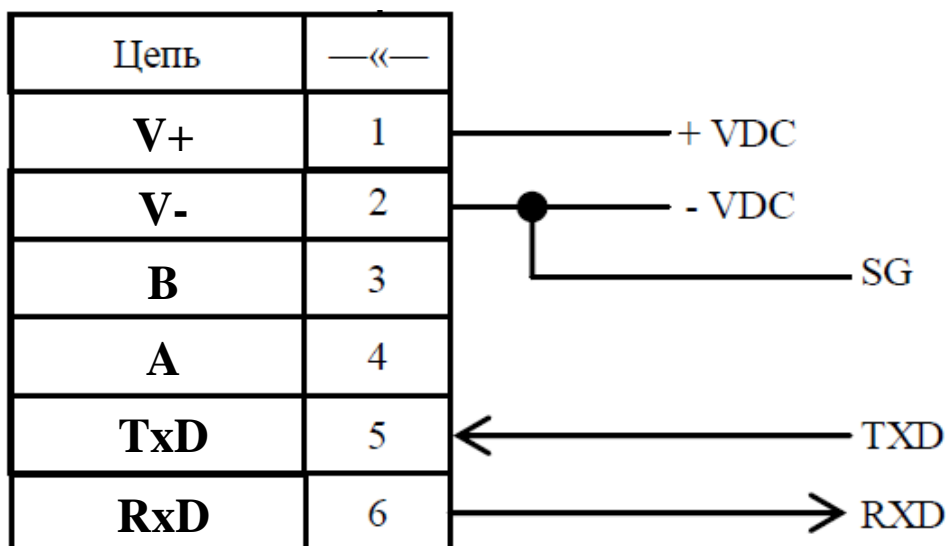 Цепь —«—
V+ 1 + VDC
V- 2 - VDC
SG
B 3
A 4
TxD 5 TXD
RxD 6 RXD